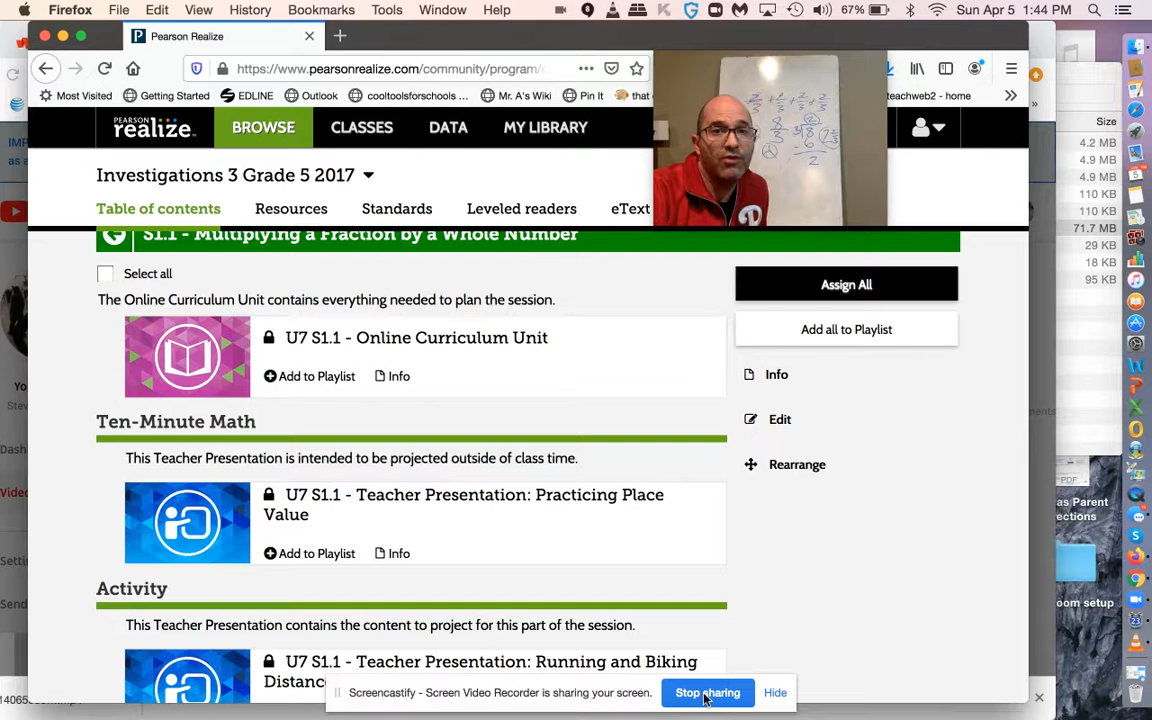 Firefox File Edit View History Bookmarks Tools Window Help 67% Sun Apr 5 1:44 PM
Pearson Realize
https://www.pearsonrealize.com/community/program/
Most Visited Getting Started EDLINE Outlook cooltoolsforschools Mr. A's Wiki Pin It that teachweb2 - home
PEARSON realize BROWSE CLASSES DATA MY LIBRARY
Investigations 3 Grade 5 2017
Table of contents Resources Standards Leveled readers eText
S1.1 - Multiplying a Fraction by a Whole Number
Select all
Assign All
The Online Curriculum Unit contains everything needed to plan the session.
U7 S1.1 - Online Curriculum Unit
Add all to Playlist
Add to Playlist Info
Info
Ten-Minute Math
Edit
This Teacher Presentation is intended to be projected outside of class time.
Rearrange
U7 S1.1 - Teacher Presentation: Practicing Place
Value
Add to Playlist Info
Activity
This Teacher Presentation contains the content to project for this part of the session.
U7 S1.1 - Teacher Presentation: Running and Biking
Distanc
Screencastify - Screen Video Recorder is sharing your screen. Stop sharing Hide
Size
4.2 MB
4.9 MB
4.9 MB
110 KB
110 KB
71.7 MB
29 KB
18 KB
95 KB
as Parent
ections
oom setup
IMP
as a
Yo
Stev
Dash
Video
Setti
Send